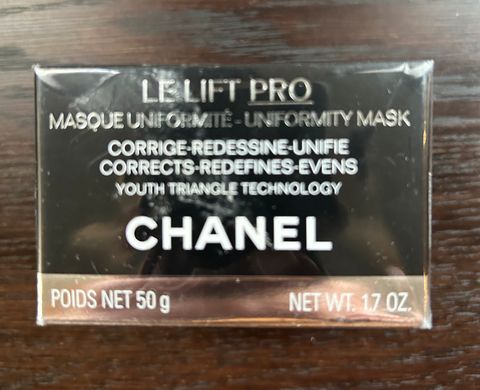 LE LIFT PRO
MASQUE UNIFORMITÉ - UNIFORMITY MASK
CORRIGE-REDESSINE-UNIFIE
CORRECTS-REDEFINES-EVENS
YOUTH TRIANGLE TECHNOLOGY
CHANEL
POIDS NET 50 g NET WT. 1.7 OZ.